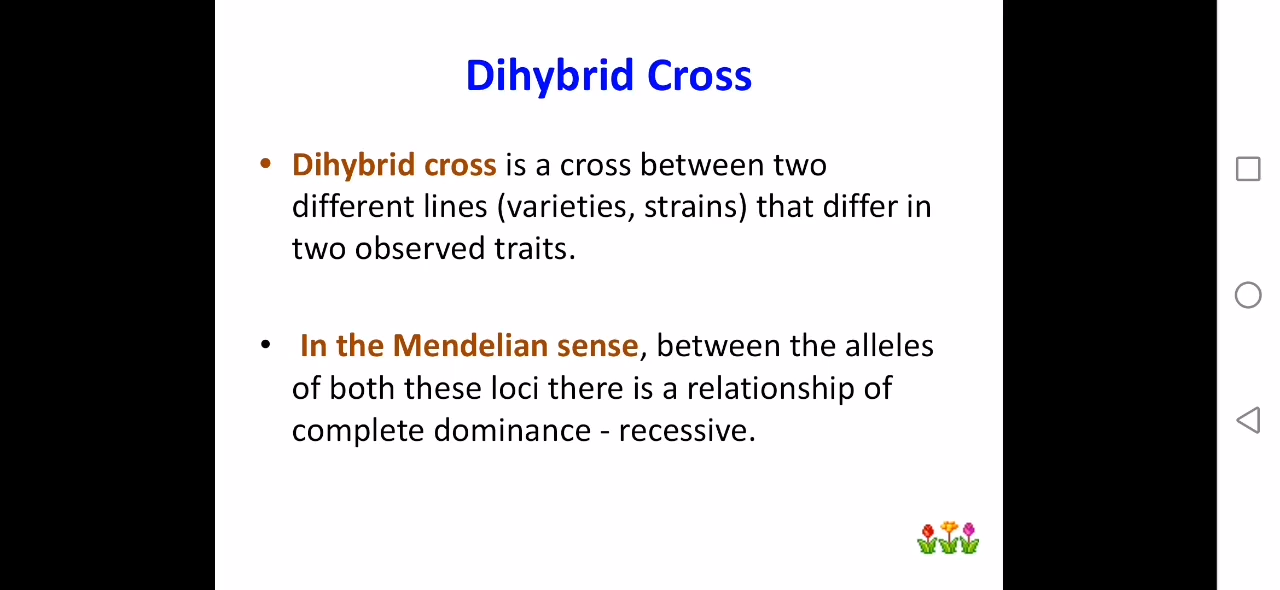 Dihybrid Cross
• Dihybrid cross is a cross between two
different lines (varieties, strains) that differ in
two observed traits.
• In the Mendelian sense, between the alleles
of both these loci there is a relationship of
complete dominance - recessive.